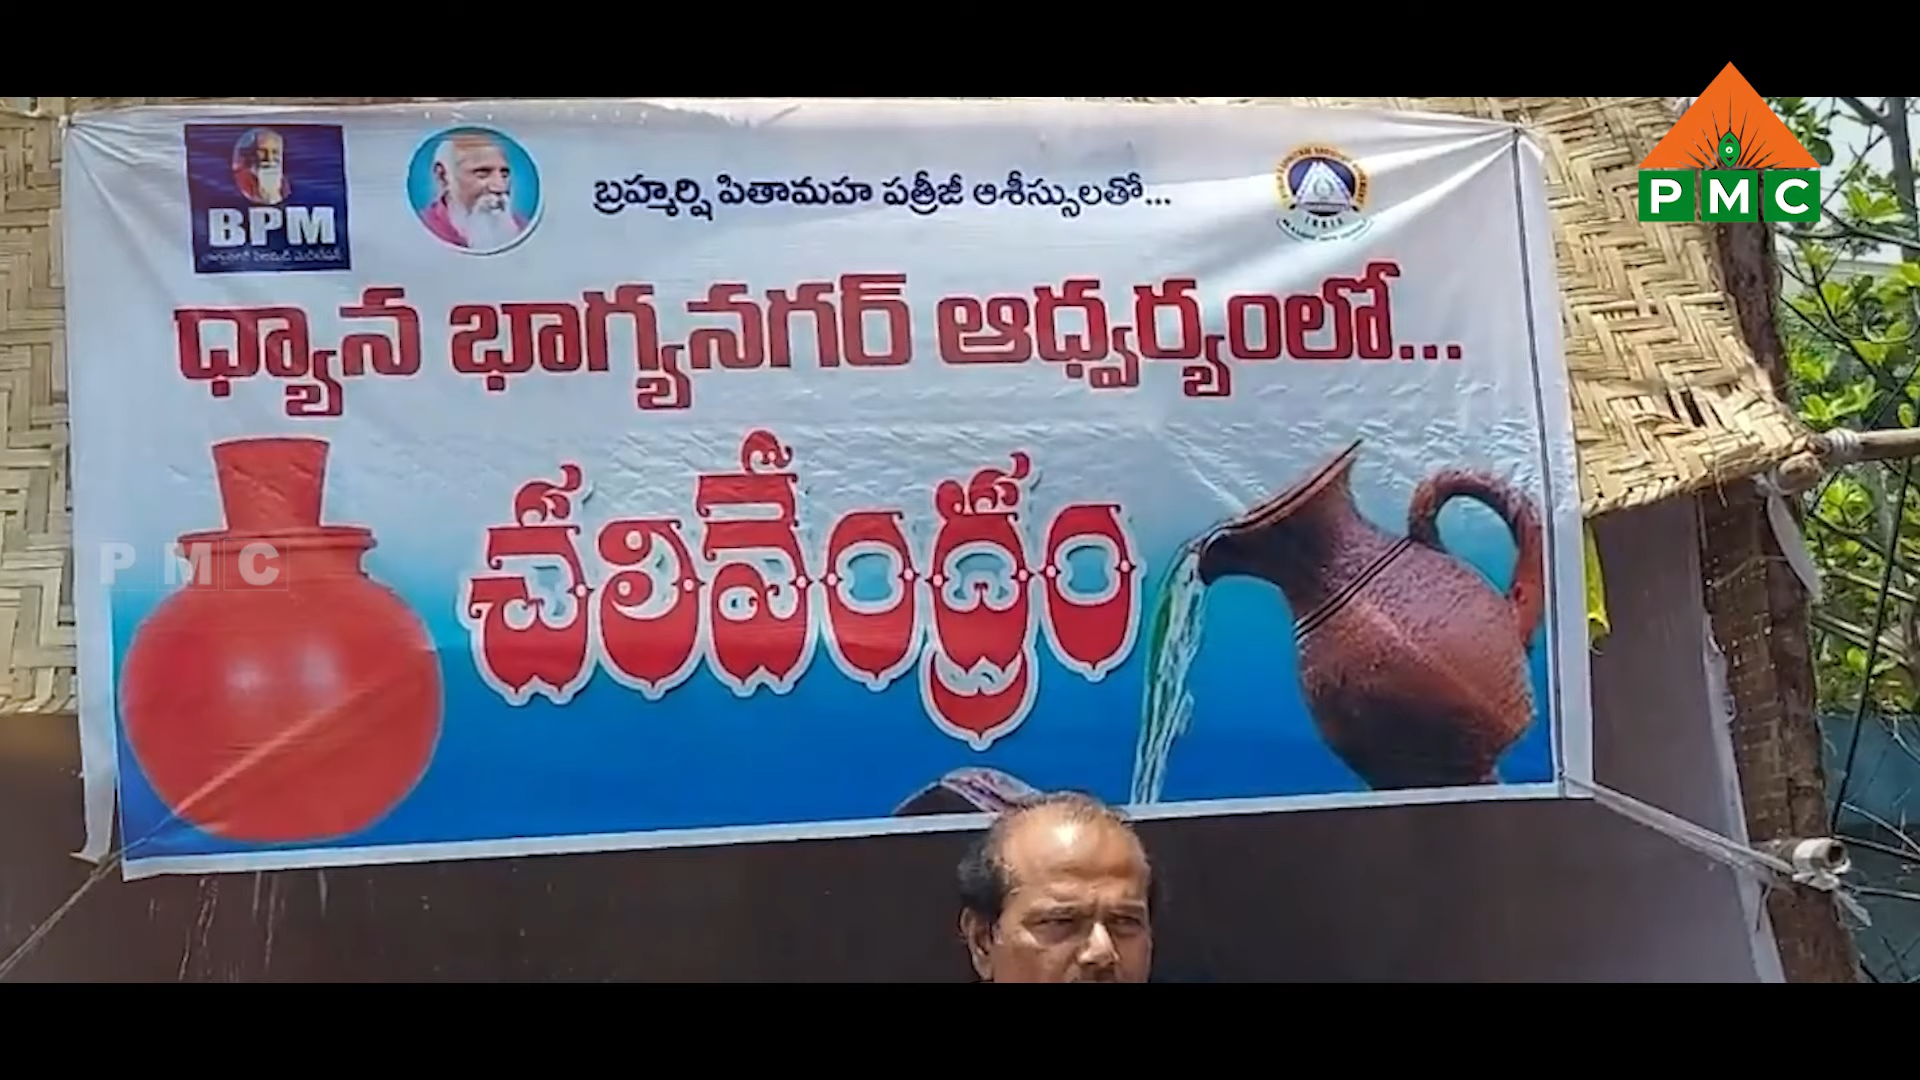 PMC
BPM
బ్రహ్మర్షి పితామహ పత్రీజీ ఆశీస్సులతో...
ధ్యాన భాగ్యనగర్ ఆధ్వర్యంలో...
చలివేంద్రం
PMC